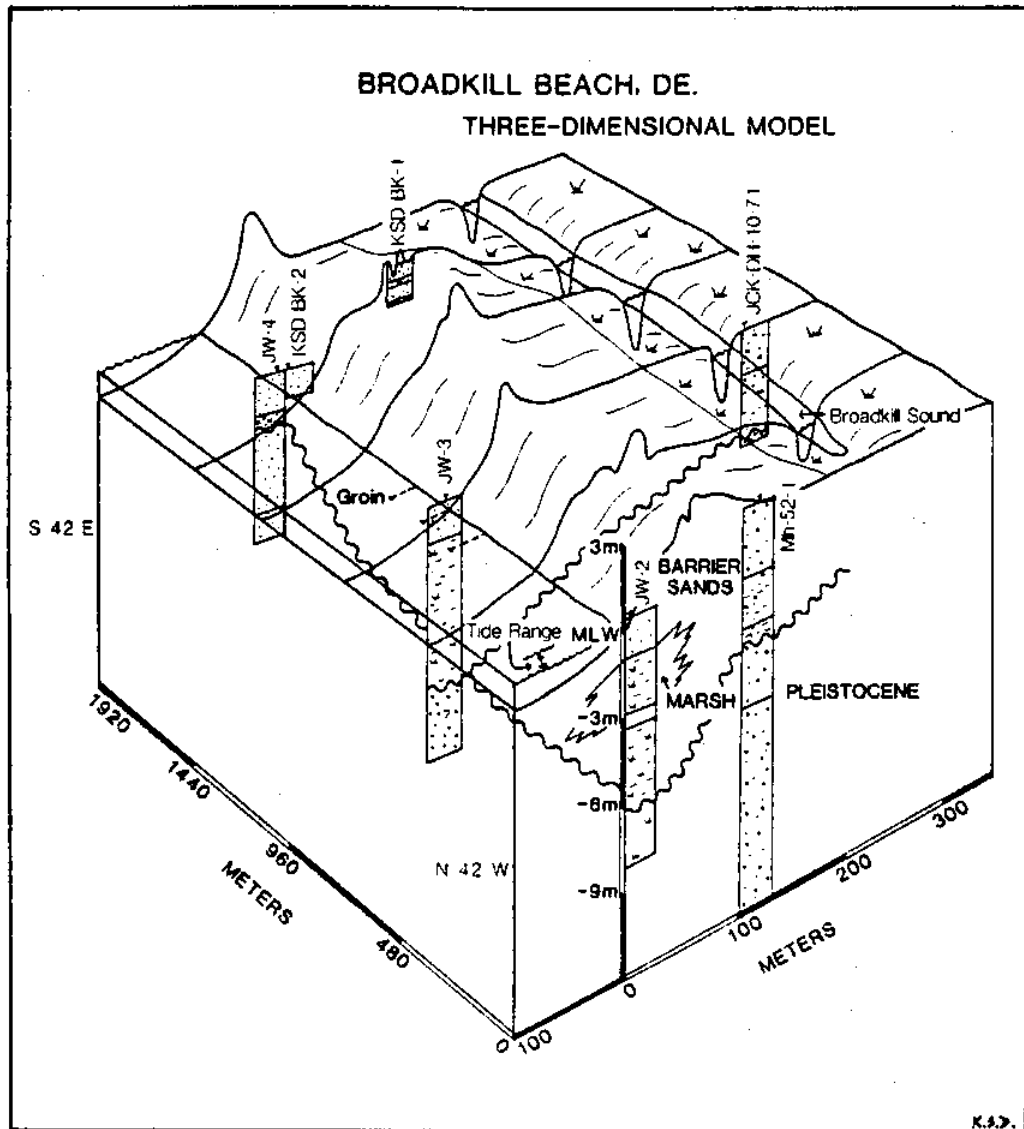 BROADKILL BEACH, DE.
THREE-DIMENSIONAL MODEL
KSD BK-1
KSD BK-2
JW-4
JCK-DH-10-71
Broadkill Sound
JW-3
Groin
S 42 E
3m
BARRIER
SANDS
JW-2
Mh-52-1
Tide Range
MLW
MARSH
PLEISTOCENE
-3m
-6m
-9m
N 42 W
1920
1440
960
480
0
METERS
100
0
100
200
300
METERS
K.S.D.